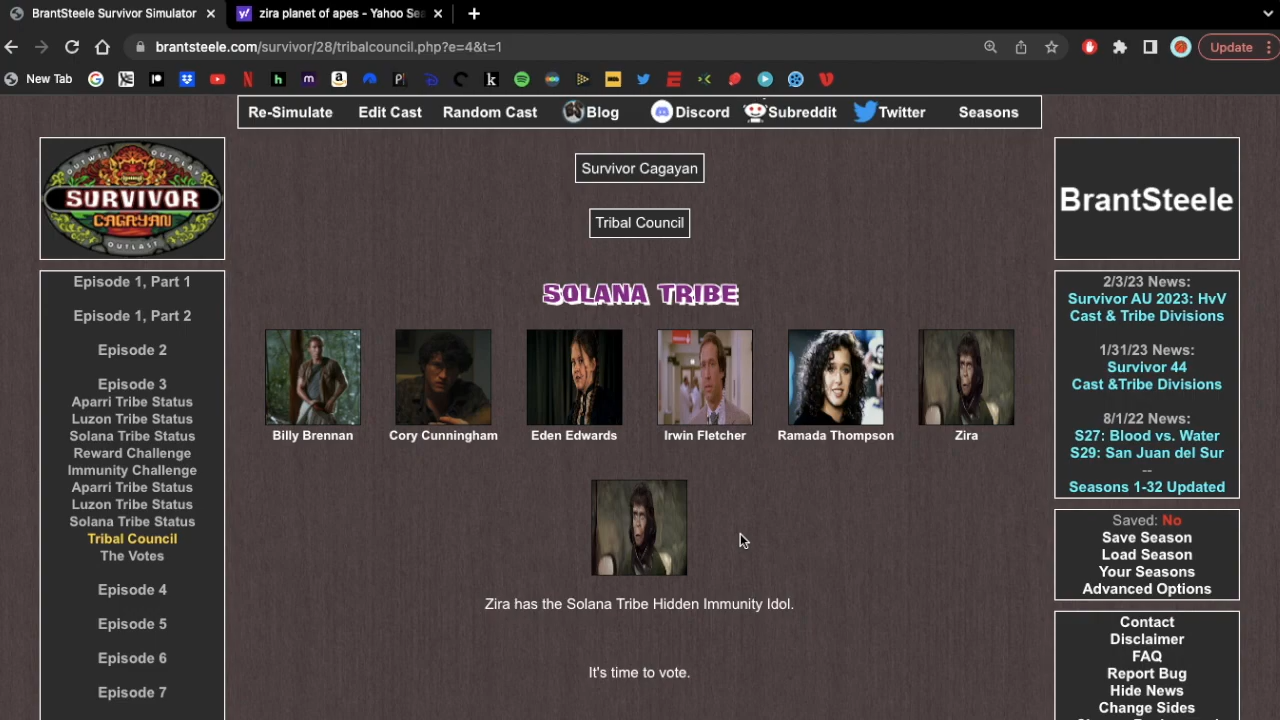 BrantSteele Survivor Simulator
zira planet of apes - Yahoo Se
brantsteele.com/survivor/28/tribalcouncil.php?e=4&t=1
Update
New Tab
Re-Simulate Edit Cast Random Cast Blog Discord Subreddit Twitter Seasons
OUTWIT OUTPLAY
SURVIVOR
CAGAYAN
OUTLAST
Episode 1, Part 1
Episode 1, Part 2
Episode 2
Episode 3
Aparri Tribe Status
Luzon Tribe Status
Solana Tribe Status
Reward Challenge
Immunity Challenge
Aparri Tribe Status
Luzon Tribe Status
Solana Tribe Status
Tribal Council
The Votes
Episode 4
Episode 5
Episode 6
Episode 7
Survivor Cagayan
Tribal Council
SOLANA TRIBE
Billy Brennan Cory Cunningham Eden Edwards Irwin Fletcher Ramada Thompson Zira
Zira has the Solana Tribe Hidden Immunity Idol.
It's time to vote.
BrantSteele
2/3/23 News:
Survivor AU 2023: HvV
Cast & Tribe Divisions
1/31/23 News:
Survivor 44
Cast &Tribe Divisions
8/1/22 News:
S27: Blood vs. Water
S29: San Juan del Sur
--
Seasons 1-32 Updated
Saved: No
Save Season
Load Season
Your Seasons
Advanced Options
Contact
Disclaimer
FAQ
Report Bug
Hide News
Change Sides